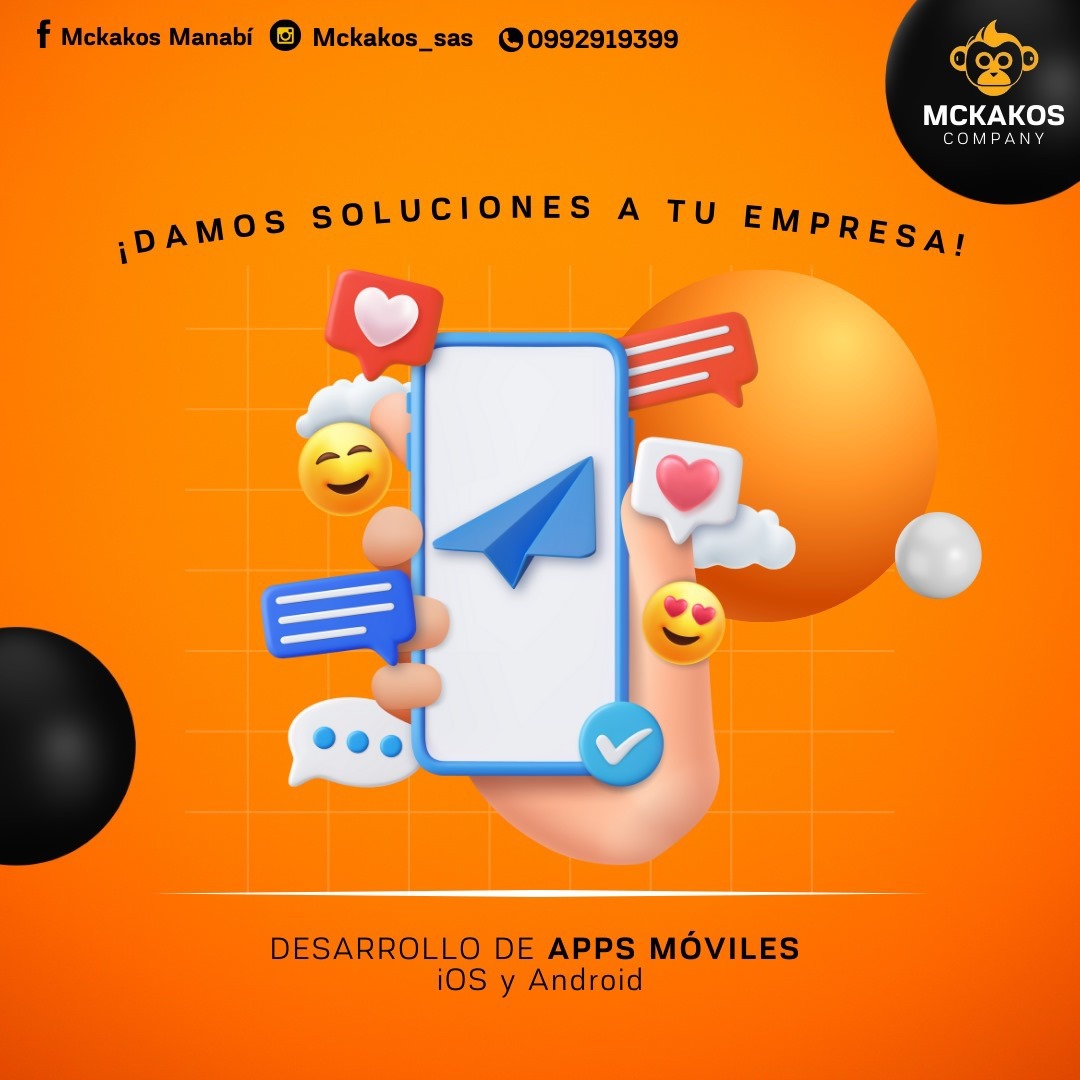 Mckakos Manabí Mckakos_sas 0992919399
MCKAKOS
COMPANY
¡DAMOS SOLUCIONES A TU EMPRESA!
DESARROLLO DE APPS MÓVILES
iOS y Android